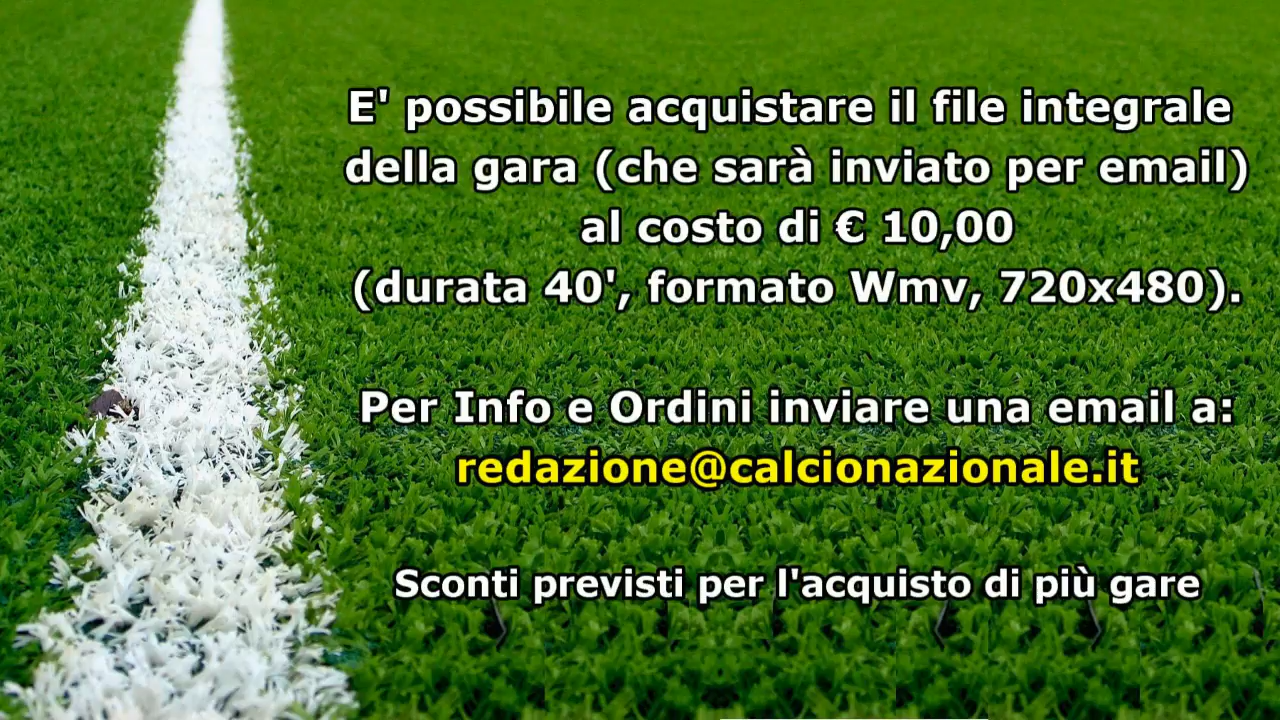 E' possibile acquistare il file integrale
della gara (che sarà inviato per email)
al costo di € 10,00
(durata 40', formato Wmv, 720x480).
Per Info e Ordini inviare una email a:
redazione@calcionazionale.it
Sconti previsti per l'acquisto di più gare